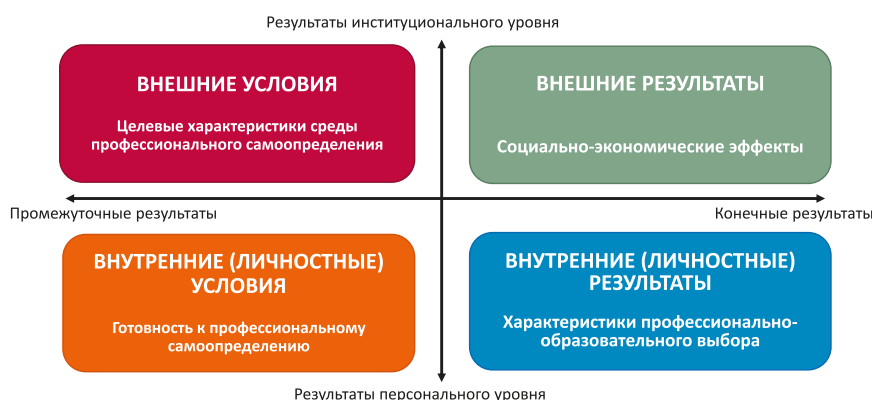 Результаты институционального уровня
ВНЕШНИЕ УСЛОВИЯ
Целевые характеристики среды
профессионального самоопределения
ВНЕШНИЕ РЕЗУЛЬТАТЫ
Социально-экономические эффекты
Промежуточные результаты
Конечные результаты
ВНУТРЕННИЕ (ЛИЧНОСТНЫЕ)
УСЛОВИЯ
Готовность к профессиональному
самоопределению
ВНУТРЕННИЕ (ЛИЧНОСТНЫЕ)
РЕЗУЛЬТАТЫ
Характеристики профессионально-
образовательного выбора
Результаты персонального уровня